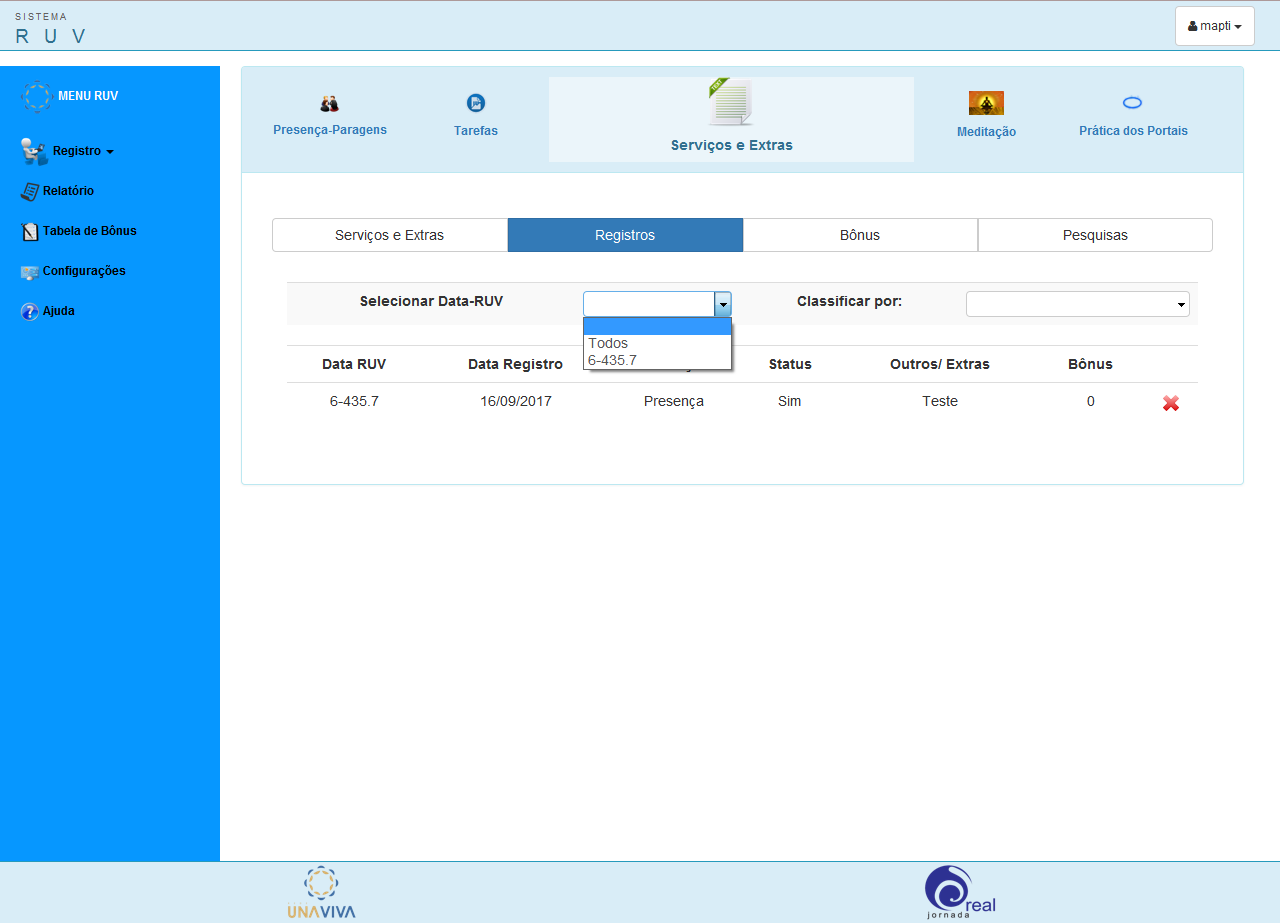 SISTEMA
R U V
mapti
MENU RUV
Registro
Relatório
Tabela de Bônus
Configurações
Ajuda
Presença-Paragens
Tarefas
Serviços e Extras
Meditação
Prática dos Portais
Serviços e Extras
Registros
Bônus
Pesquisas
Selecionar Data-RUV
Classificar por:
Todos
6-435.7
Data RUV
Data Registro
Status
Outros/ Extras
Bônus
6-435.7
16/09/2017
Presença
Sim
Teste
0
UNAVIVA
real
jornada